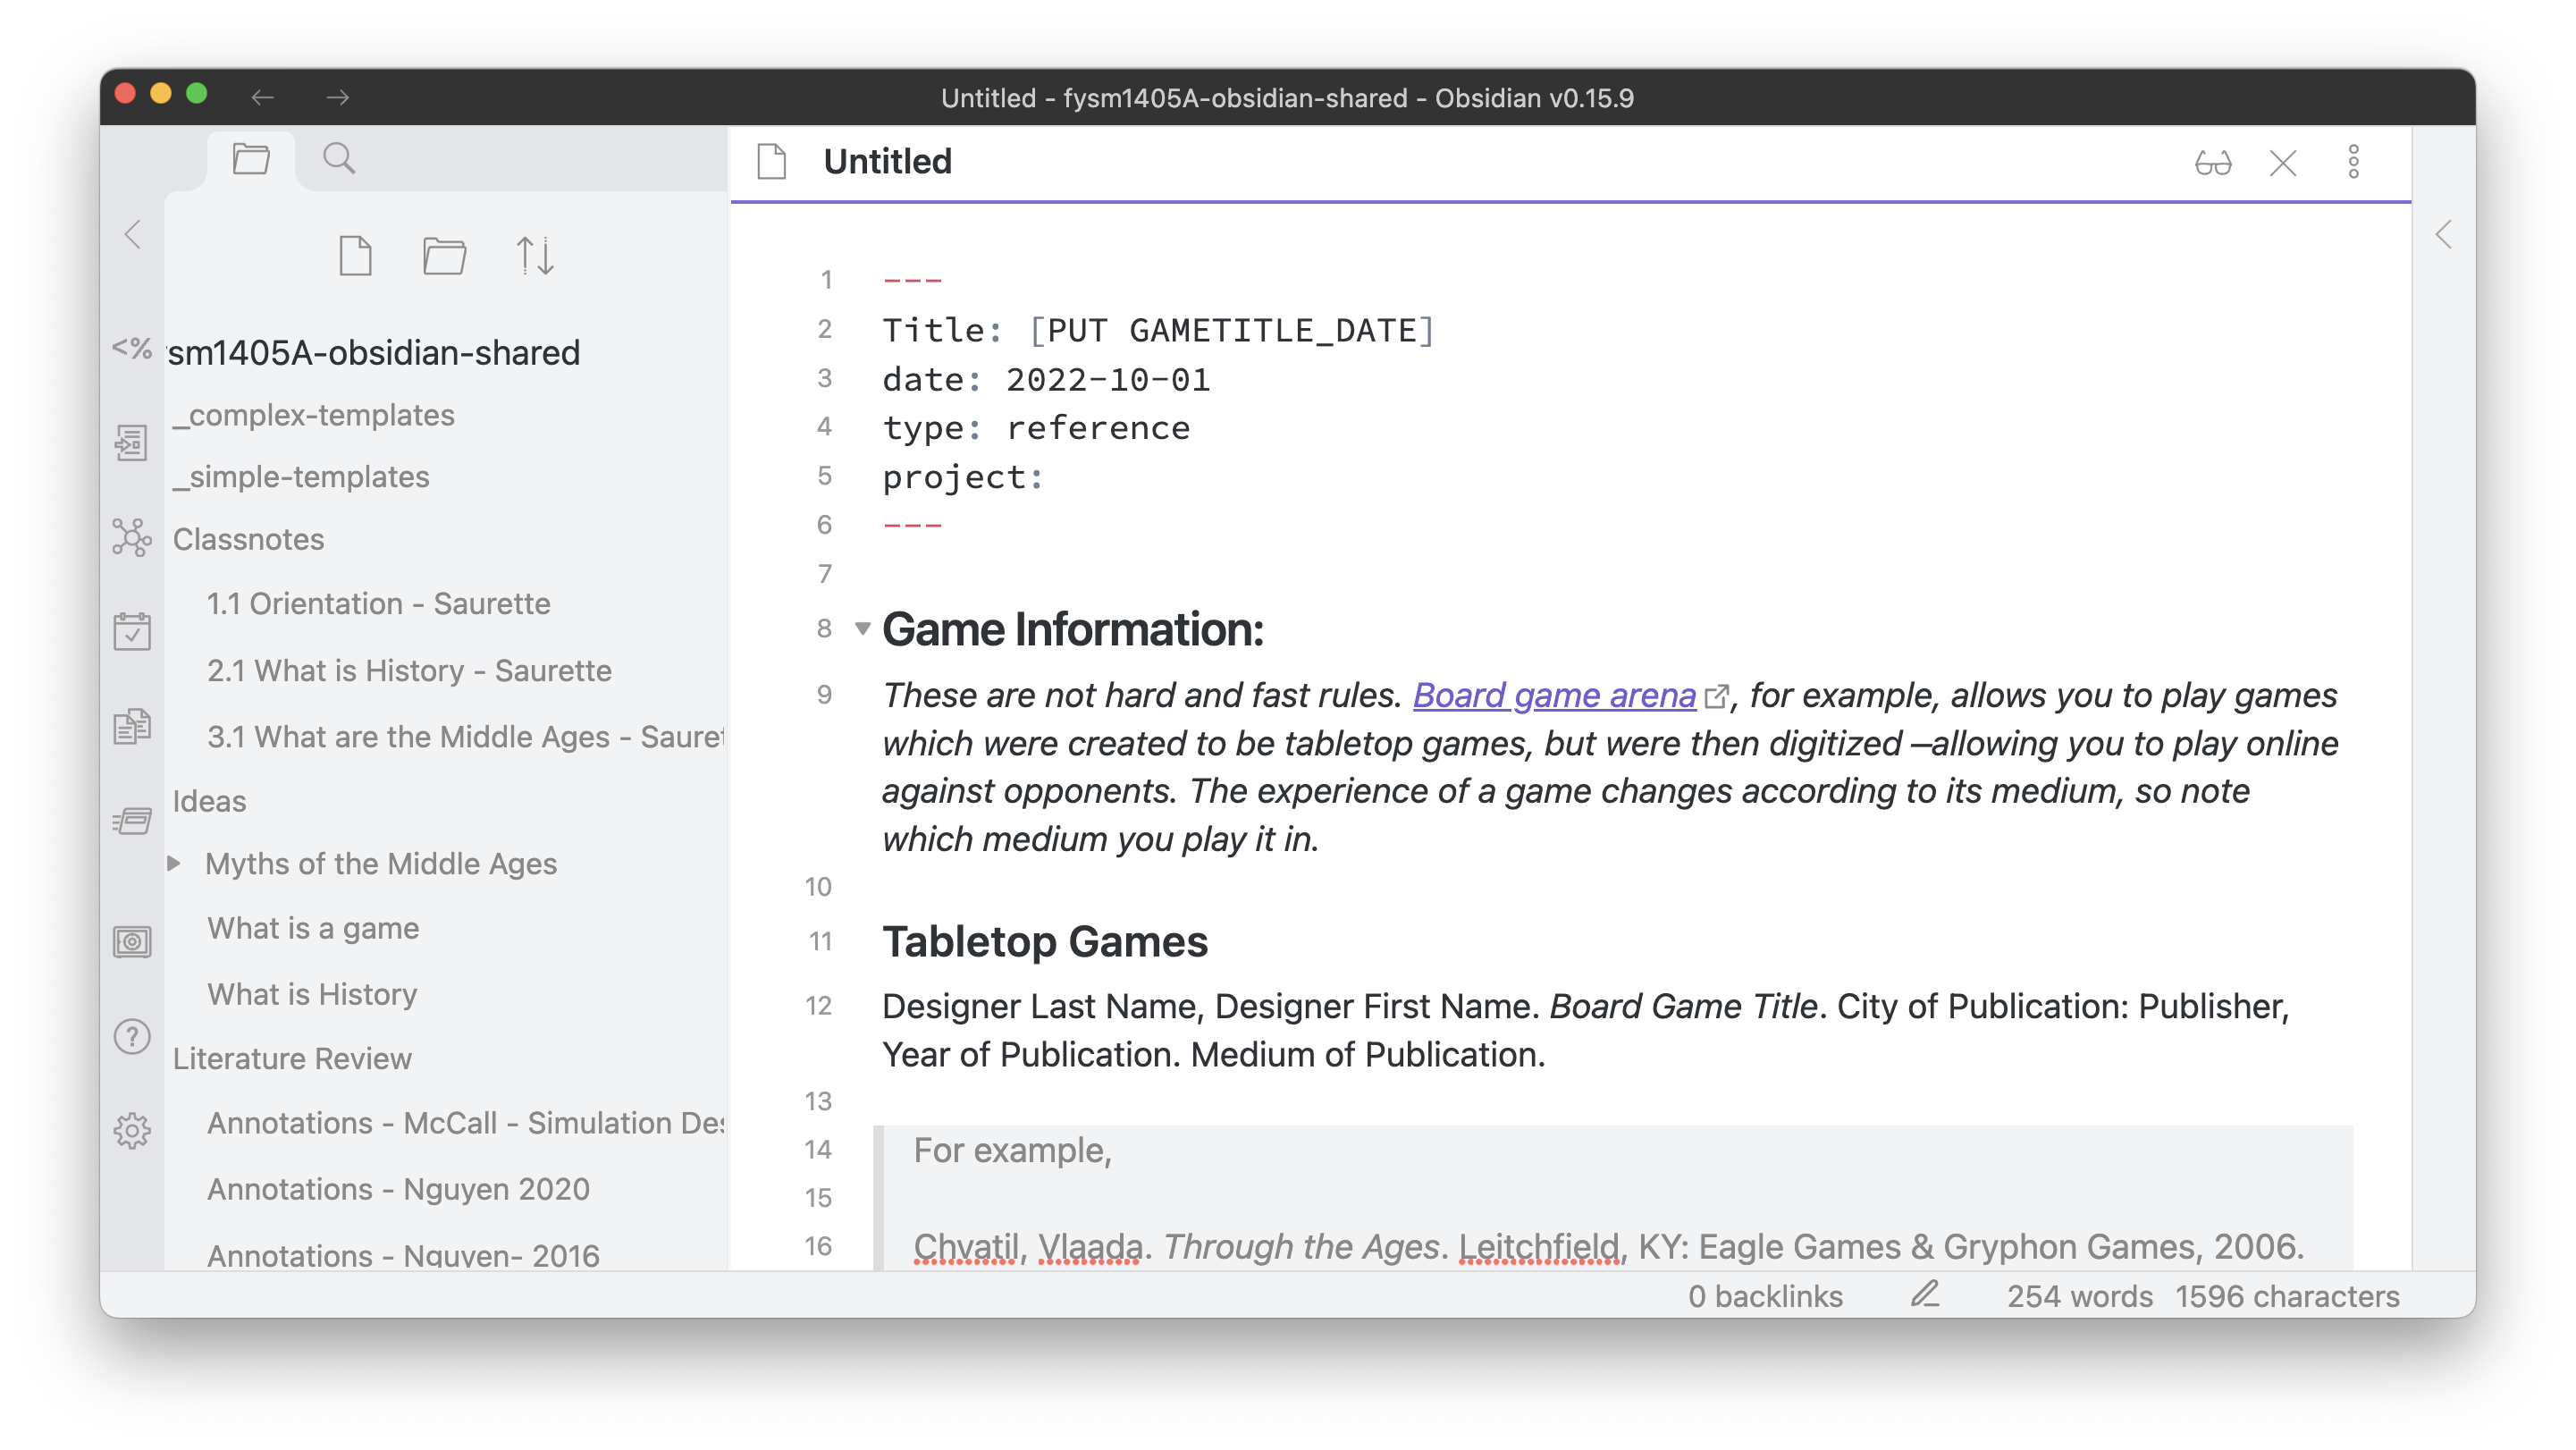 Untitled - fysm1405A-obsidian-shared - Obsidian v0.15.9
Untitled
<%
sm1405A-obsidian-shared
_complex-templates
_simple-templates
Classnotes
1.1 Orientation - Saurette
2.1 What is History - Saurette
3.1 What are the Middle Ages - Sauret
Ideas
Myths of the Middle Ages
What is a game
What is History
Literature Review
Annotations - McCall - Simulation Des
Annotations - Nguyen 2020
Annotations - Nguyen- 2016
1 ---
2 Title: [PUT GAMETITLE_DATE]
3 date: 2022-10-01
4 type: reference
5 project:
6 ---
7
8 Game Information:
9 These are not hard and fast rules. Board game arena, for example, allows you to play games
which were created to be tabletop games, but were then digitized —allowing you to play online
against opponents. The experience of a game changes according to its medium, so note
which medium you play it in.
10
11 Tabletop Games
12 Designer Last Name, Designer First Name. Board Game Title. City of Publication: Publisher,
Year of Publication. Medium of Publication.
13
14 For example,
15
16 Chvatil, Vlaada. Through the Ages. Leitchfield, KY: Eagle Games & Gryphon Games, 2006.
0 backlinks 254 words 1596 characters